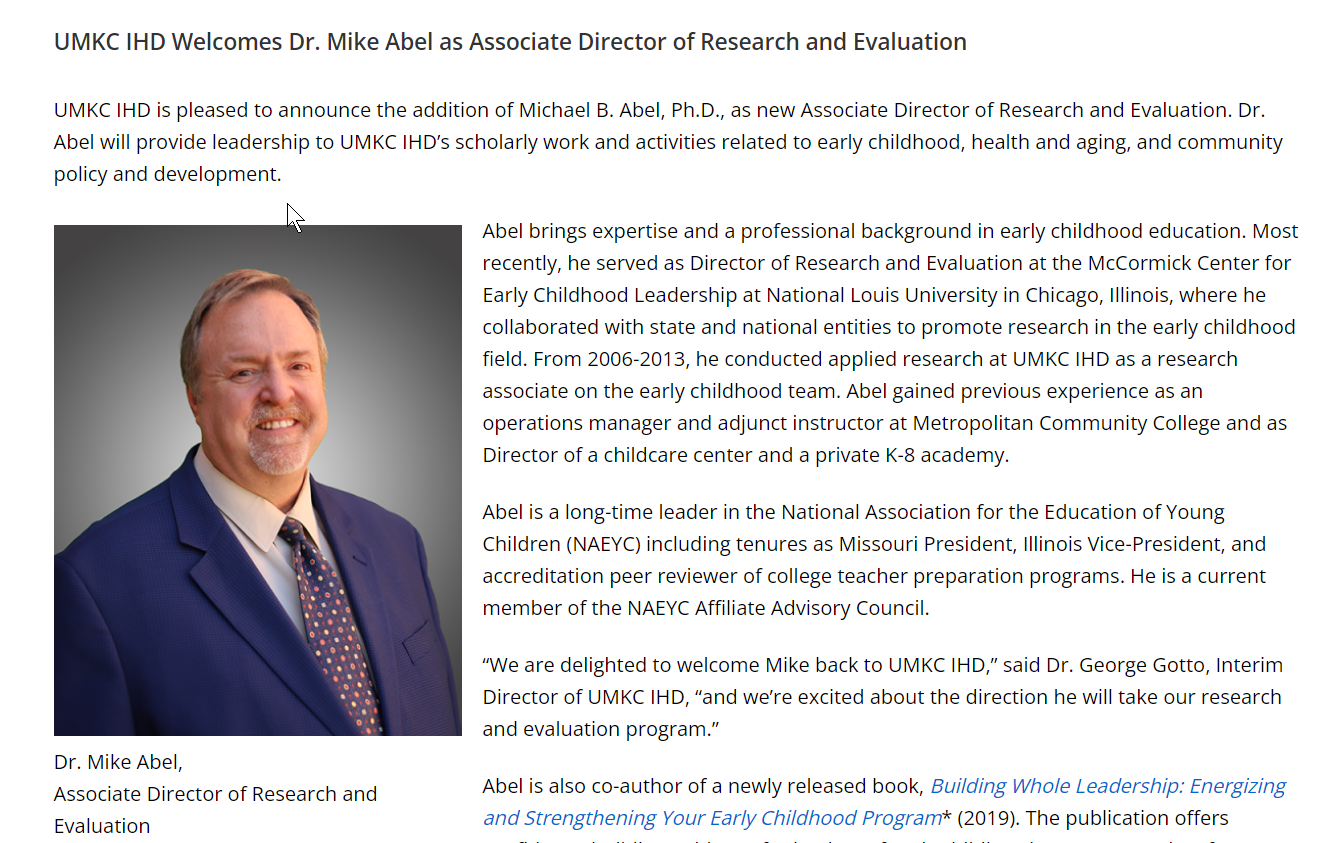 UMKC IHD Welcomes Dr. Mike Abel as Associate Director of Research and Evaluation
UMKC IHD is pleased to announce the addition of Michael B. Abel, Ph.D., as new Associate Director of Research and Evaluation. Dr.
Abel will provide leadership to UMKC IHD’s scholarly work and activities related to early childhood, health and aging, and community
policy and development.
Abel brings expertise and a professional background in early childhood education. Most
recently, he served as Director of Research and Evaluation at the McCormick Center for
Early Childhood Leadership at National Louis University in Chicago, Illinois, where he
collaborated with state and national entities to promote research in the early childhood
field. From 2006-2013, he conducted applied research at UMKC IHD as a research
associate on the early childhood team. Abel gained previous experience as an
operations manager and adjunct instructor at Metropolitan Community College and as
Director of a childcare center and a private K-8 academy.
Abel is a long-time leader in the National Association for the Education of Young
Children (NAEYC) including tenures as Missouri President, Illinois Vice-President, and
accreditation peer reviewer of college teacher preparation programs. He is a current
member of the NAEYC Affiliate Advisory Council.
“We are delighted to welcome Mike back to UMKC IHD,” said Dr. George Gotto, Interim
Director of UMKC IHD, “and we’re excited about the direction he will take our research
and evaluation program.”
Abel is also co-author of a newly released book, Building Whole Leadership: Energizing
and Strengthening Your Early Childhood Program* (2019). The publication offers
Dr. Mike Abel,
Associate Director of Research and
Evaluation